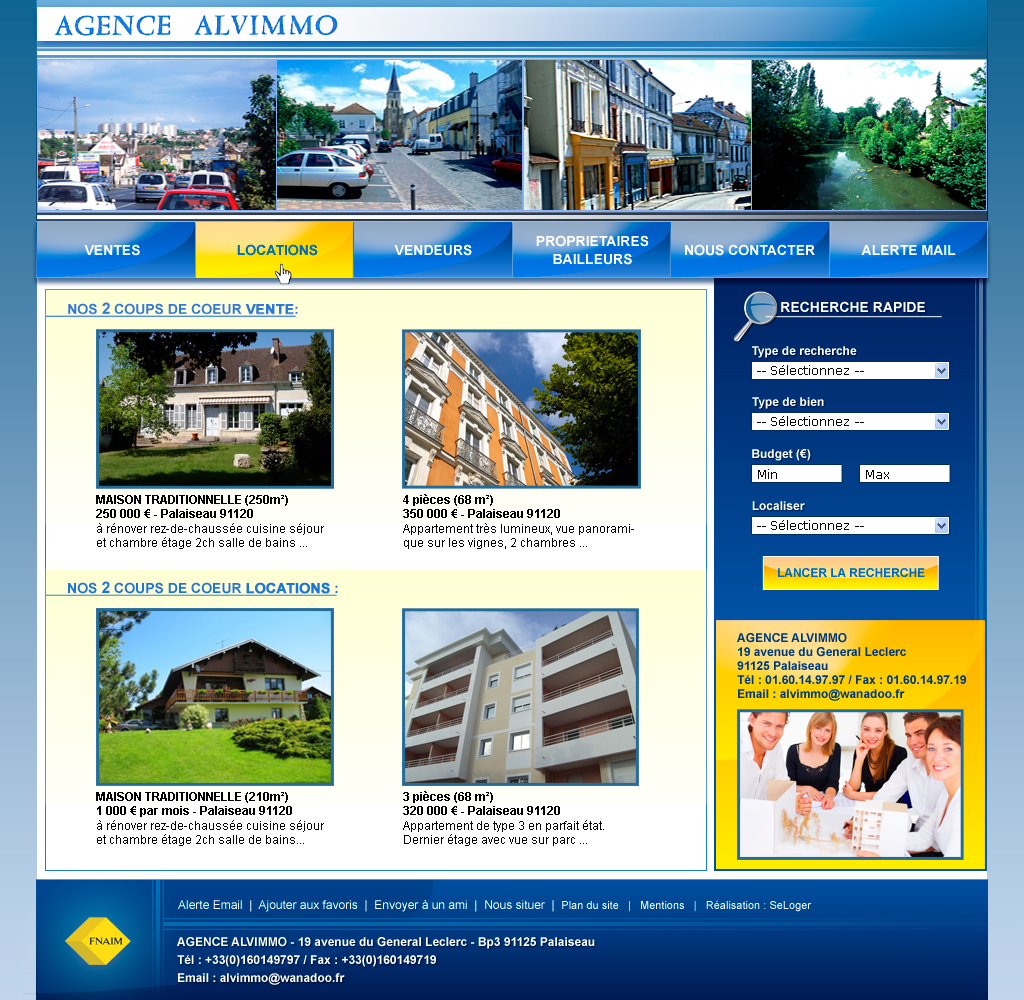 AGENCE ALVIMMO
VENTES
LOCATIONS
VENDEURS
PROPRIETAIRES
BAILLEURS
NOUS CONTACTER
ALERTE MAIL
NOS 2 COUPS DE COEUR VENTE:
MAISON TRADITIONNELLE (250m²)
250 000 € - Palaiseau 91120
à rénover rez-de-chaussée cuisine séjour
et chambre étage 2ch salle de bains ...
4 pièces (68 m²)
350 000 € - Palaiseau 91120
Appartement très lumineux, vue panorami-
que sur les vignes, 2 chambres ...
NOS 2 COUPS DE COEUR LOCATIONS :
MAISON TRADITIONNELLE (210m²)
1 000 € par mois - Palaiseau 91120
à rénover rez-de-chaussée cuisine séjour
et chambre étage 2ch salle de bains...
3 pièces (68 m²)
320 000 € - Palaiseau 91120
Appartement de type 3 en parfait état.
Dernier étage avec vue sur parc ...
RECHERCHE RAPIDE
Type de recherche
-- Sélectionnez --
Type de bien
-- Sélectionnez --
Budget (€)
Min
Max
Localiser
-- Sélectionnez --
LANCER LA RECHERCHE
AGENCE ALVIMMO
19 avenue du General Leclerc
91125 Palaiseau
Tél : 01.60.14.97.97 / Fax : 01.60.14.97.19
Email : alvimmo@wanadoo.fr
FNAIM
Alerte Email | Ajouter aux favoris | Envoyer à un ami | Nous situer | Plan du site | Mentions | Réalisation : SeLoger
AGENCE ALVIMMO - 19 avenue du General Leclerc - Bp3 91125 Palaiseau
Tél : +33(0)160149797 / Fax : +33(0)160149719
Email : alvimmo@wanadoo.fr